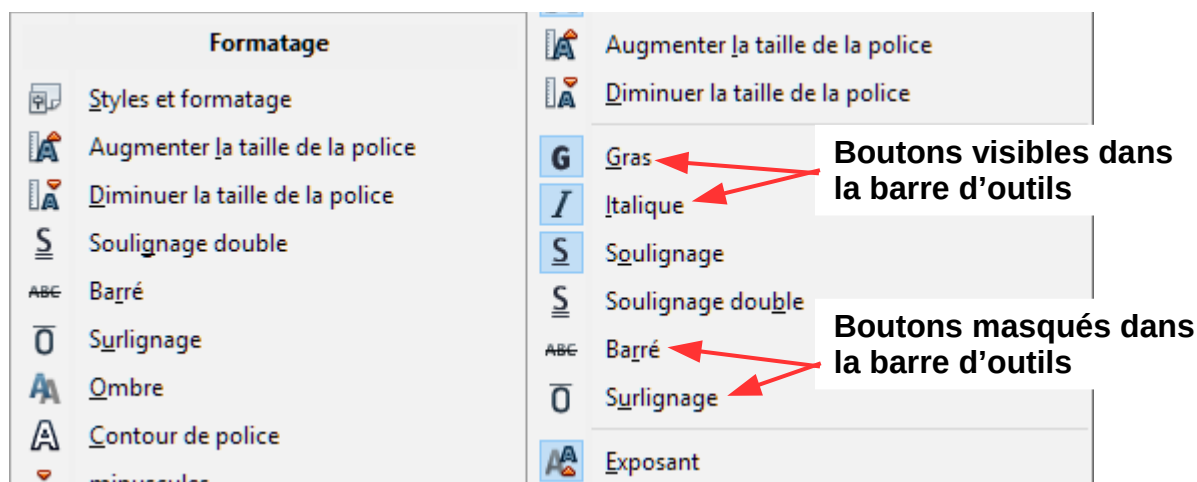 Formatage
Styles et formatage
Augmenter la taille de la police
Diminuer la taille de la police
Soulignage double
Barré
Surlignage
Ombre
Contour de police
minuscules
Augmenter la taille de la police
Diminuer la taille de la police
G Gras
I Italique
S Soulignage
S Soulignage double
ABC Barré
O Surlignage
Exposant
Boutons visibles dans
la barre d’outils
Boutons masqués dans
la barre d’outils